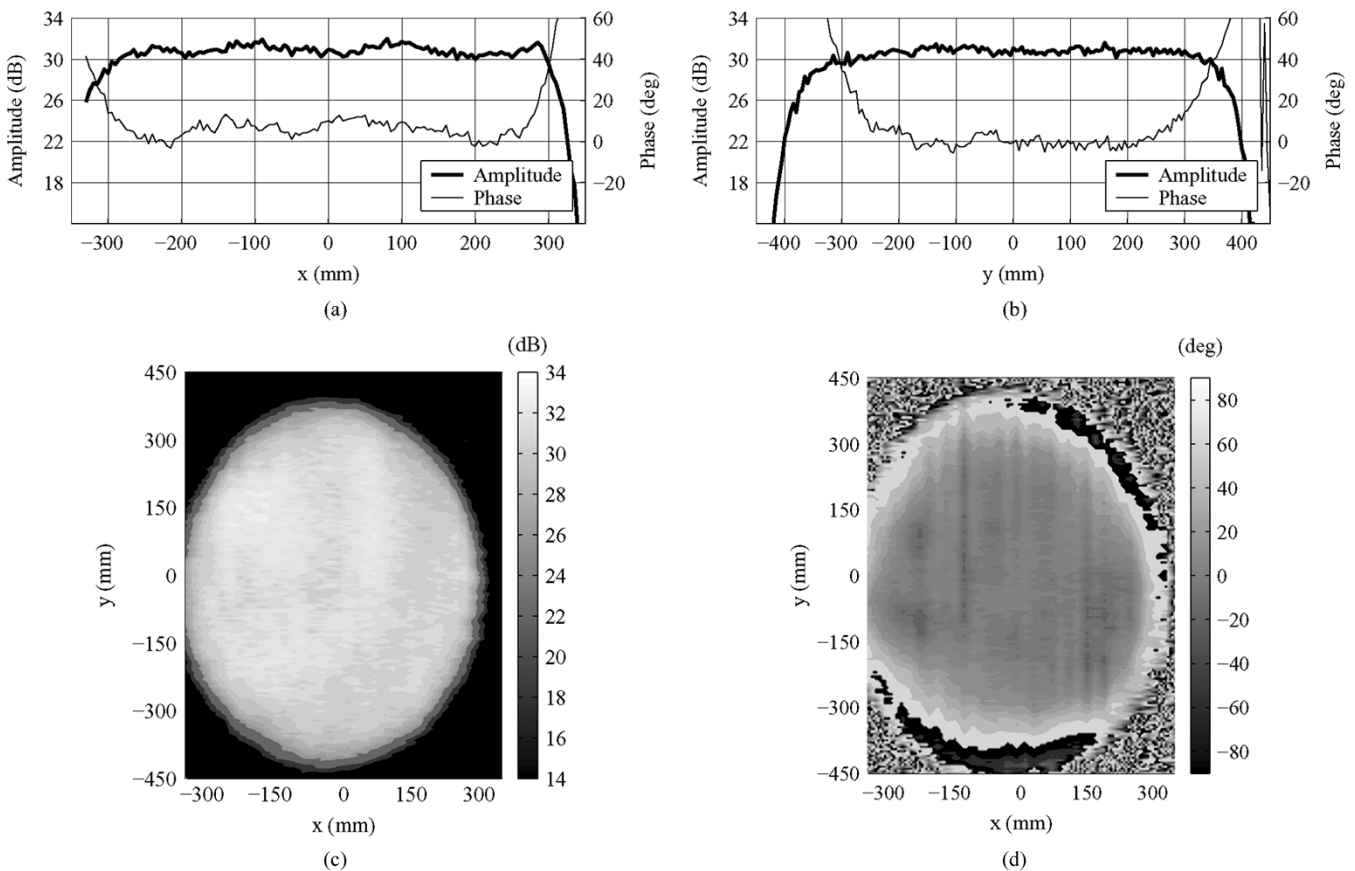 34
30
26
22
18
Amplitude (dB)
60
40
20
0
−20
Phase (deg)
Amplitude
Phase
−300 −200 −100 0 100 200 300
x (mm)
(a)
34
30
26
22
18
Amplitude (dB)
60
40
20
0
−20
Phase (deg)
Amplitude
Phase
−400 −300 −200 −100 0 100 200 300 400
y (mm)
(b)
(dB)
450
300
150
0
−150
−300
−450
y (mm)
34
32
30
28
26
24
22
20
18
16
14
−300 −150 0 150 300
x (mm)
(c)
(deg)
450
300
150
0
−150
−300
−450
y (mm)
80
60
40
20
0
−20
−40
−60
−80
−300 −150 0 150 300
x (mm)
(d)